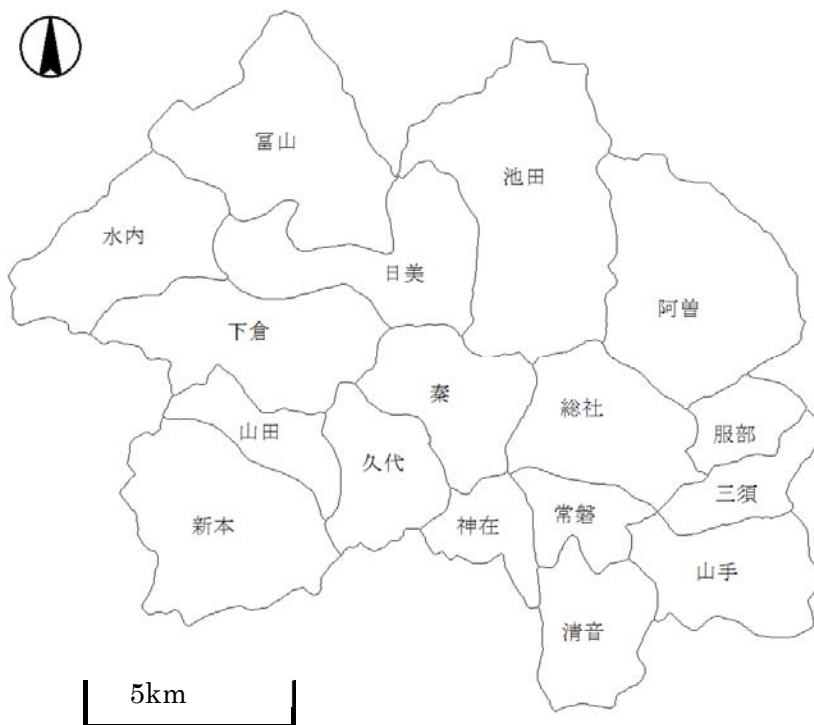 冨山
池田
水内
日美
阿曽
下倉
秦
総社
山田
服部
久代
三須
新本
神在
常磐
山手
清音
5km